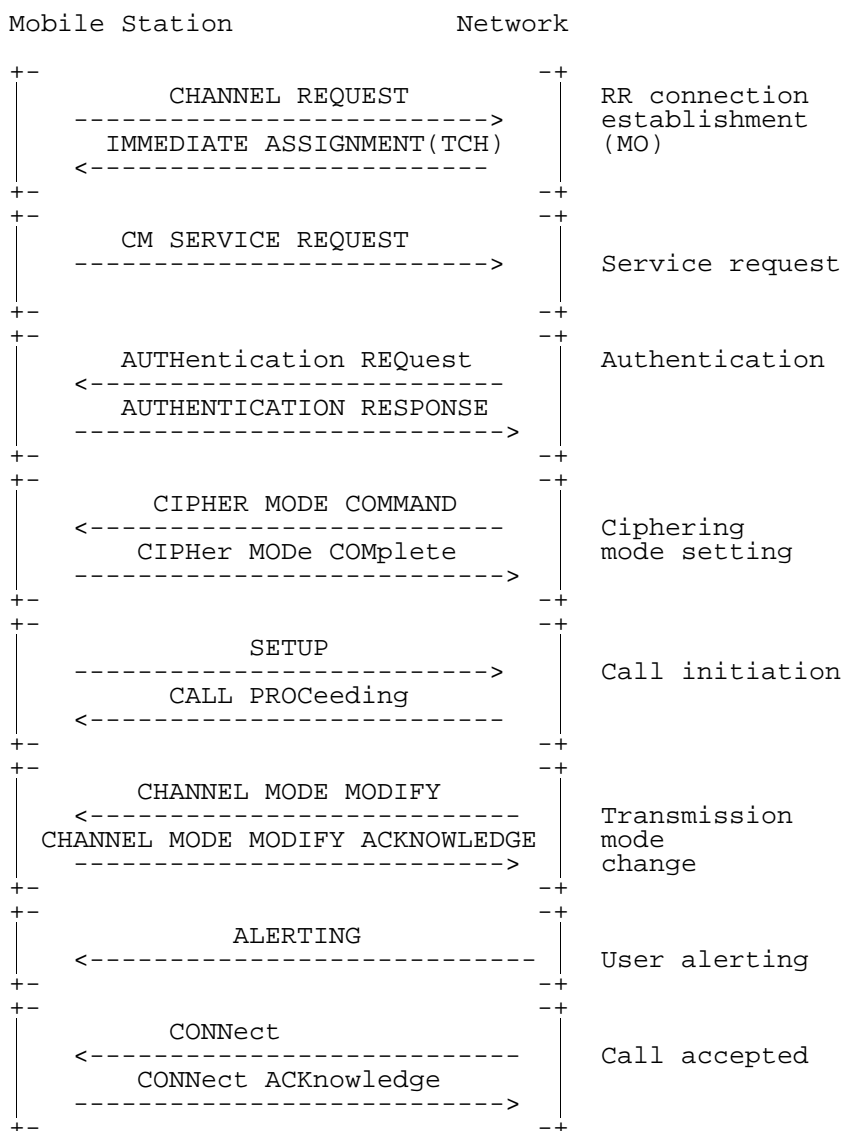 Mobile Station Network
CHANNEL REQUEST RR connection
establishment
IMMEDIATE ASSIGNMENT(TCH) (MO)
CM SERVICE REQUEST
Service request
AUTHentication REQuest Authentication
AUTHENTICATION RESPONSE
CIPHER MODE COMMAND
Ciphering
CIPHer MODe COMplete mode setting
SETUP
Call initiation
CALL PROCeeding
CHANNEL MODE MODIFY
Transmission
CHANNEL MODE MODIFY ACKNOWLEDGE mode
change
ALERTING
User alerting
CONNect
Call accepted
CONNect ACKnowledge